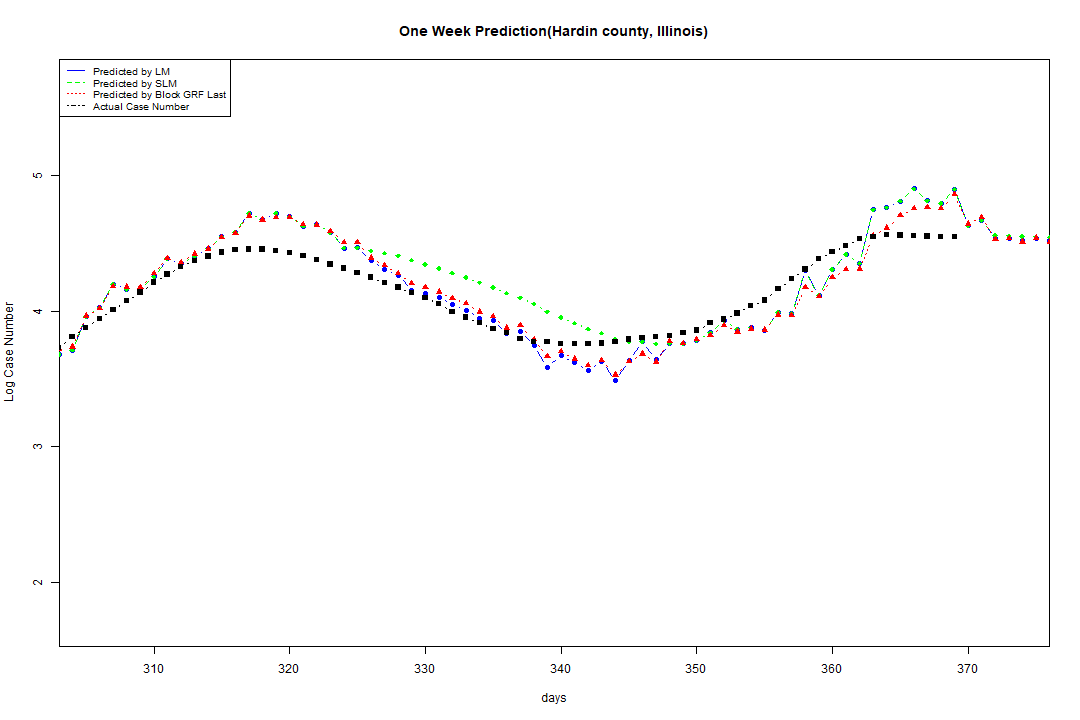 One Week Prediction(Hardin county, Illinois)
Predicted by LM
Predicted by SLM
Predicted by Block GRF Last
Actual Case Number
5
4
3
2
Log Case Number
310 320 330 340 350 360 370
days